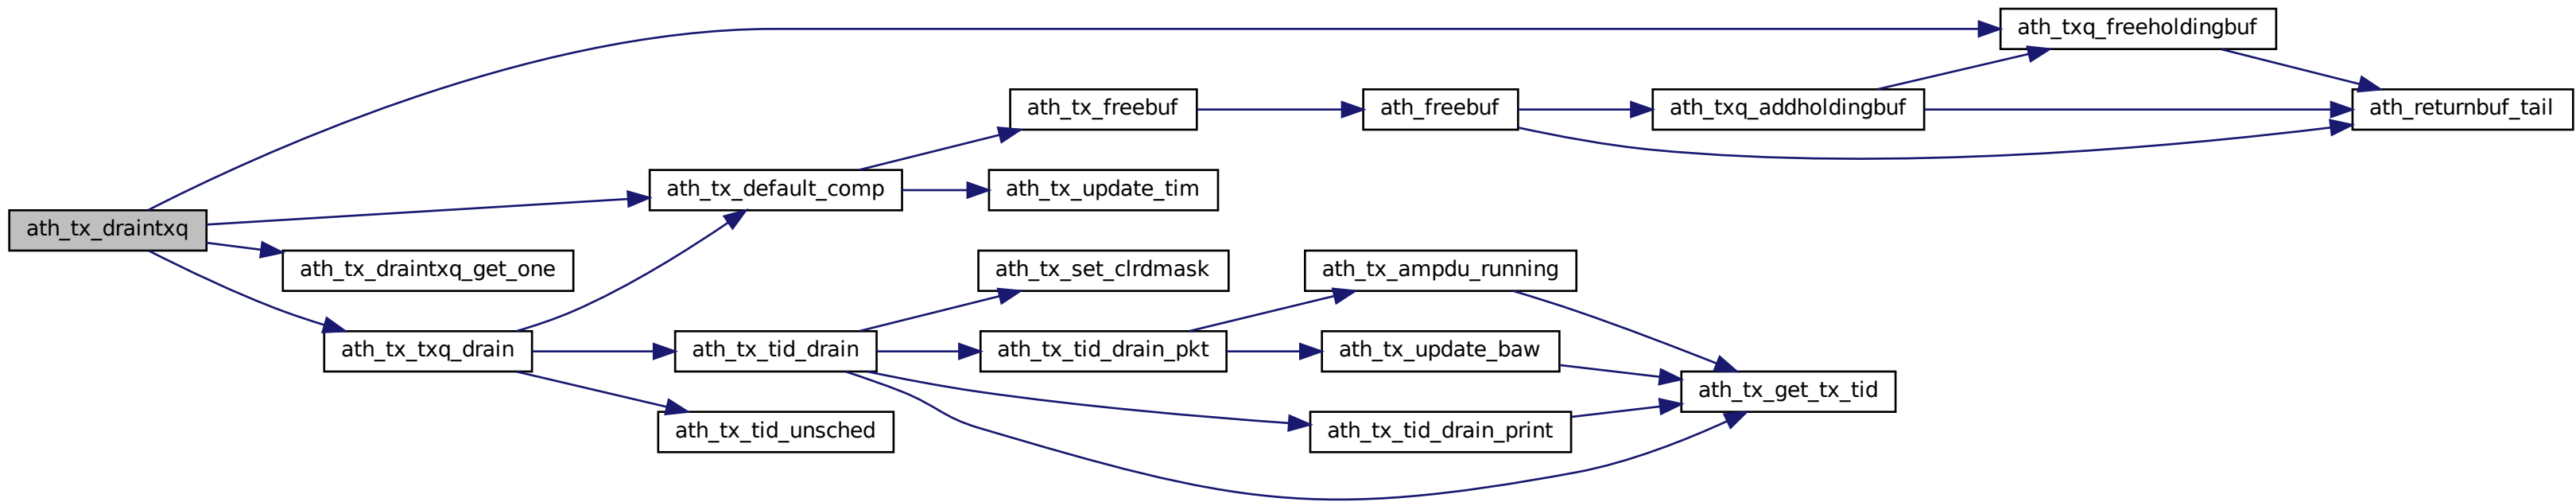 ath_txq_freeholdingbuf
ath_tx_freebuf
ath_freebuf
ath_txq_addholdingbuf
ath_returnbuf_tail
ath_tx_default_comp
ath_tx_update_tim
ath_tx_draintxq
ath_tx_draintxq_get_one
ath_tx_set_clrdmask
ath_tx_ampdu_running
ath_tx_txq_drain
ath_tx_tid_drain
ath_tx_tid_drain_pkt
ath_tx_update_baw
ath_tx_get_tx_tid
ath_tx_tid_unsched
ath_tx_tid_drain_print